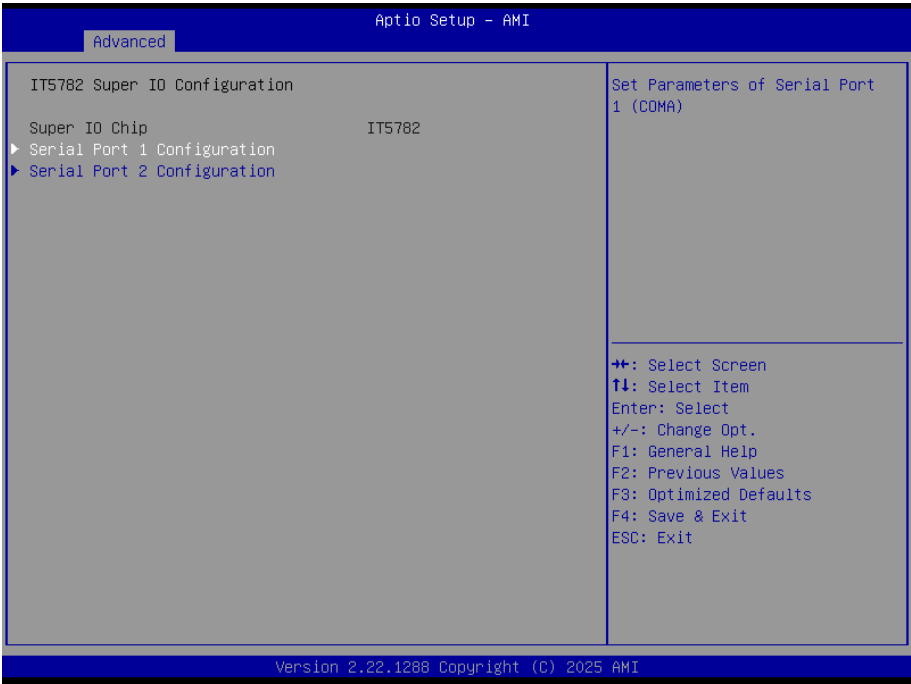 Aptio Setup – AMI
Advanced
IT5782 Super IO Configuration
Super IO Chip IT5782
▶ Serial Port 1 Configuration
▶ Serial Port 2 Configuration
Set Parameters of Serial Port
1 (COMA)
→←: Select Screen
↑↓: Select Item
Enter: Select
+/-: Change Opt.
F1: General Help
F2: Previous Values
F3: Optimized Defaults
F4: Save & Exit
ESC: Exit
Version 2.22.1288 Copyright (C) 2025 AMI